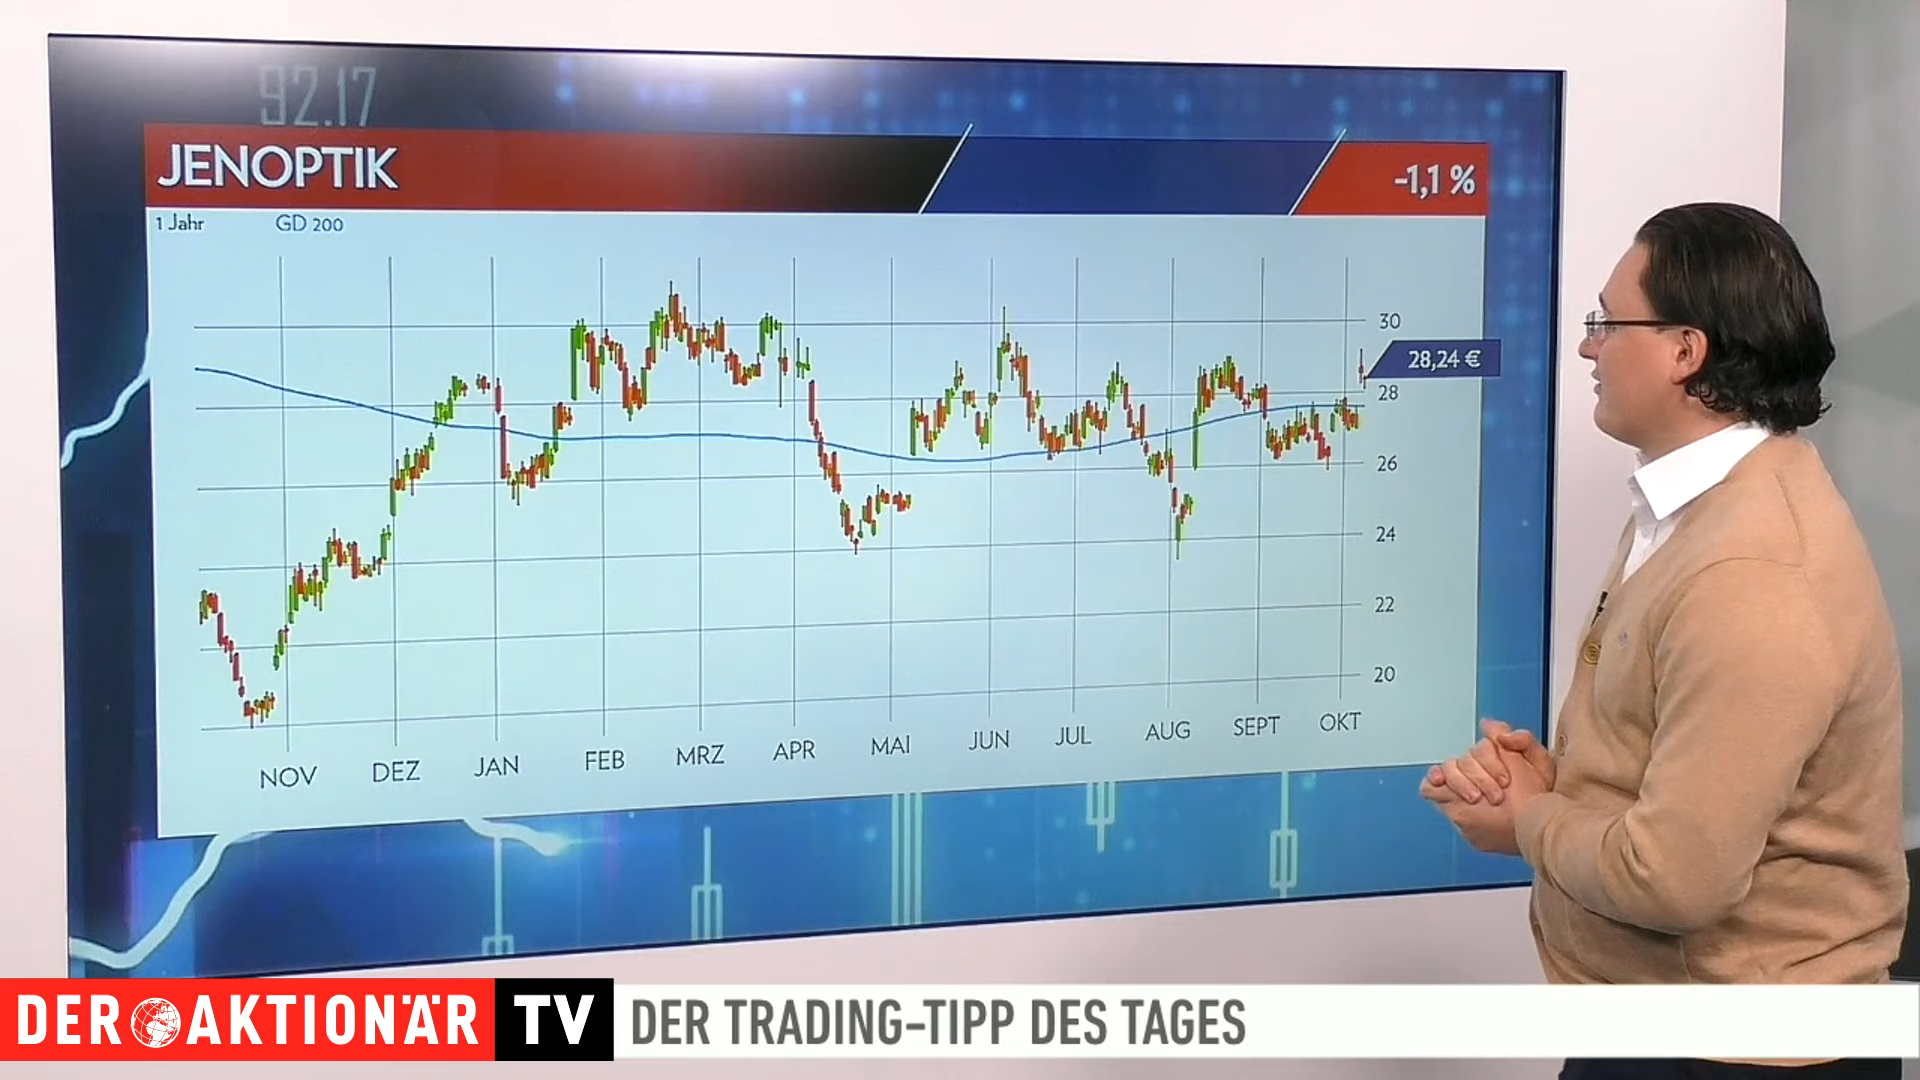 92.17
JENOPTIK
-1,1 %
1 Jahr GD 200
30
28,24 €
28
26
24
22
20
NOV DEZ JAN FEB MRZ APR MAI JUN JUL AUG SEPT OKT
DER AKTIONÄR TV DER TRADING-TIPP DES TAGES